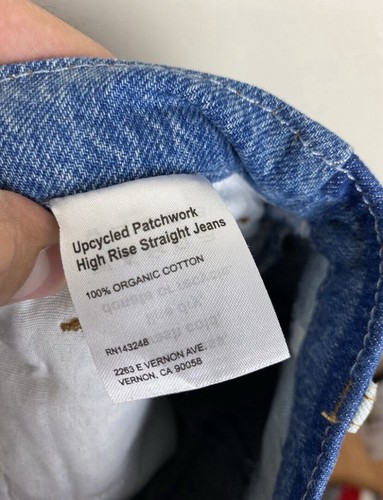 Upcycled Patchwork
High Rise Straight Jeans
100% ORGANIC COTTON
RN143248
2263 E VERNON AVE.
VERNON, CA 90058